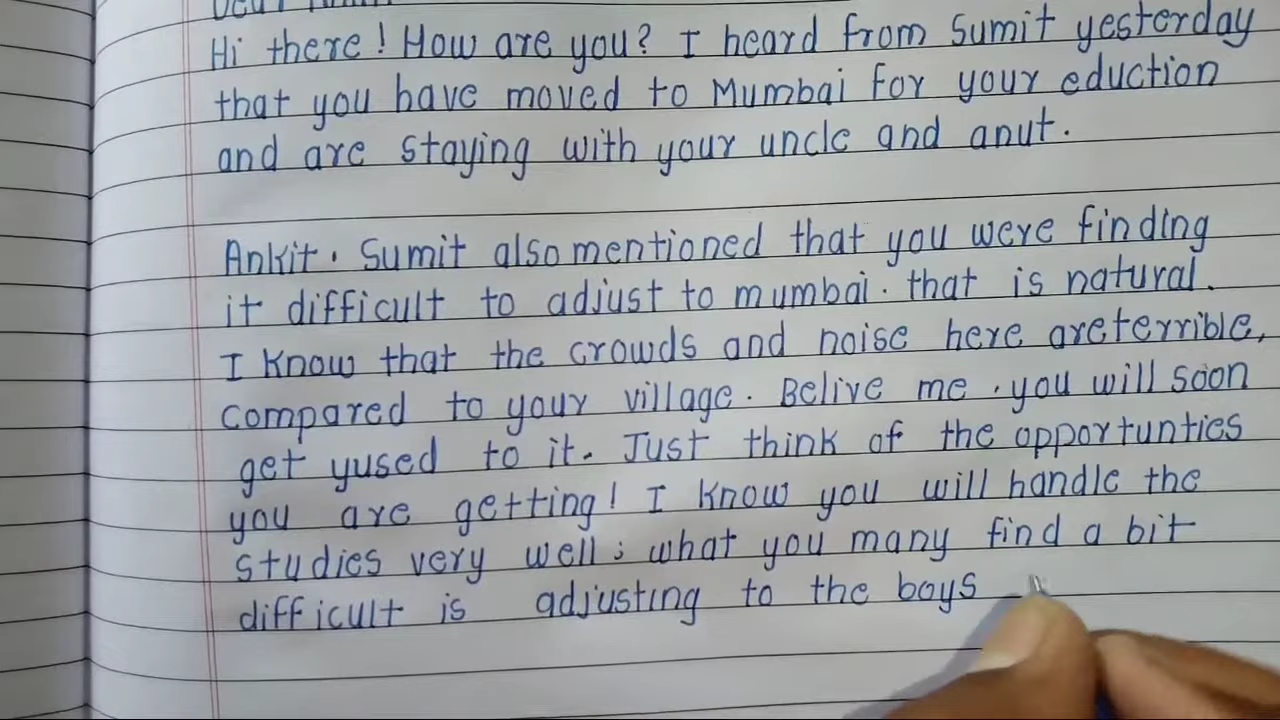 Hi there! How are you? I heard from Sumit yesterday
that you have moved to Mumbai for your eduction
and are staying with your uncle and anut.
Ankit. Sumit also mentioned that you were finding
it difficult to adjust to mumbai. that is natural.
I know that the crowds and noise here are terrible,
compared to your village. Belive me. you will soon
get yused to it. Just think of the opportunties
you are getting! I know you will handle the
studies very well; what you many find a bit
difficult is adjusting to the boys